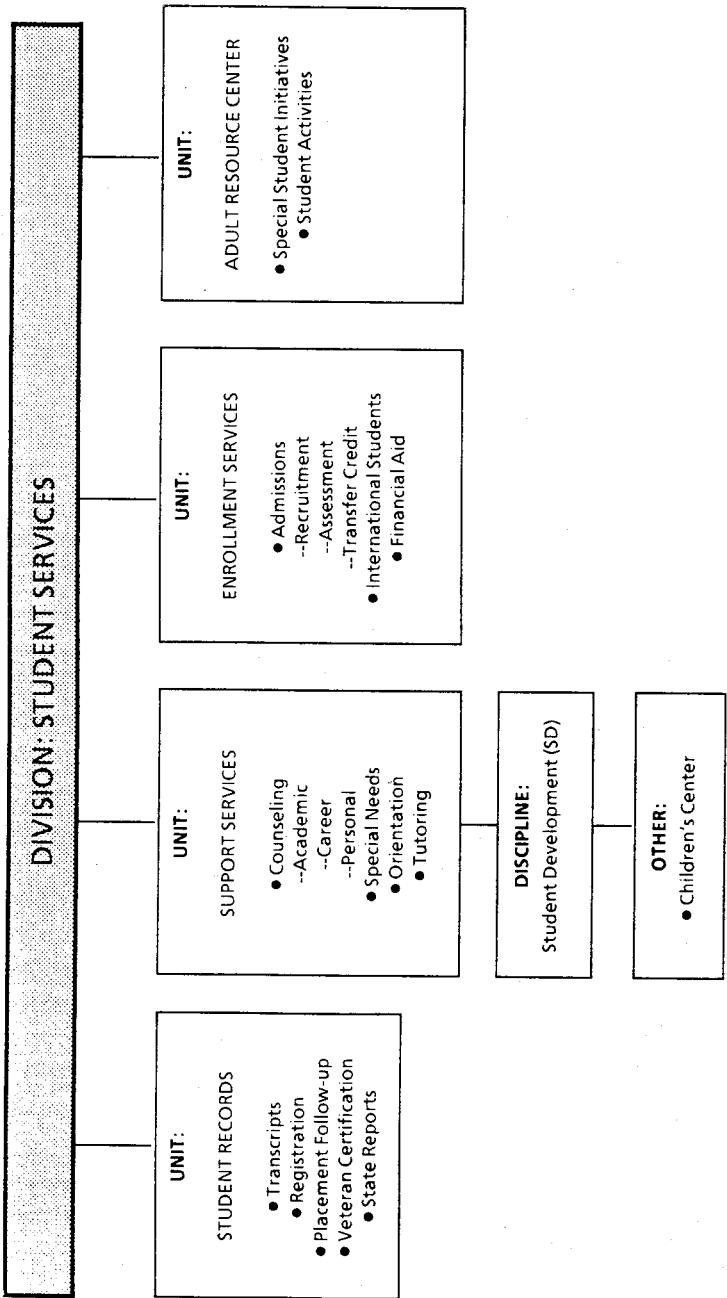 DIVISION: STUDENT SERVICES
UNIT:
STUDENT RECORDS
● Transcripts
● Registration
● Placement Follow-up
● Veteran Certification
● State Reports
UNIT:
SUPPORT SERVICES
● Counseling
--Academic
--Career
--Personal
● Special Needs
● Orientation
● Tutoring
DISCIPLINE:
Student Development (SD)
OTHER:
● Children's Center
UNIT:
ENROLLMENT SERVICES
● Admissions
--Recruitment
--Assessment
--Transfer Credit
● International Students
● Financial Aid
UNIT:
ADULT RESOURCE CENTER
● Special Student Initiatives
● Student Activities